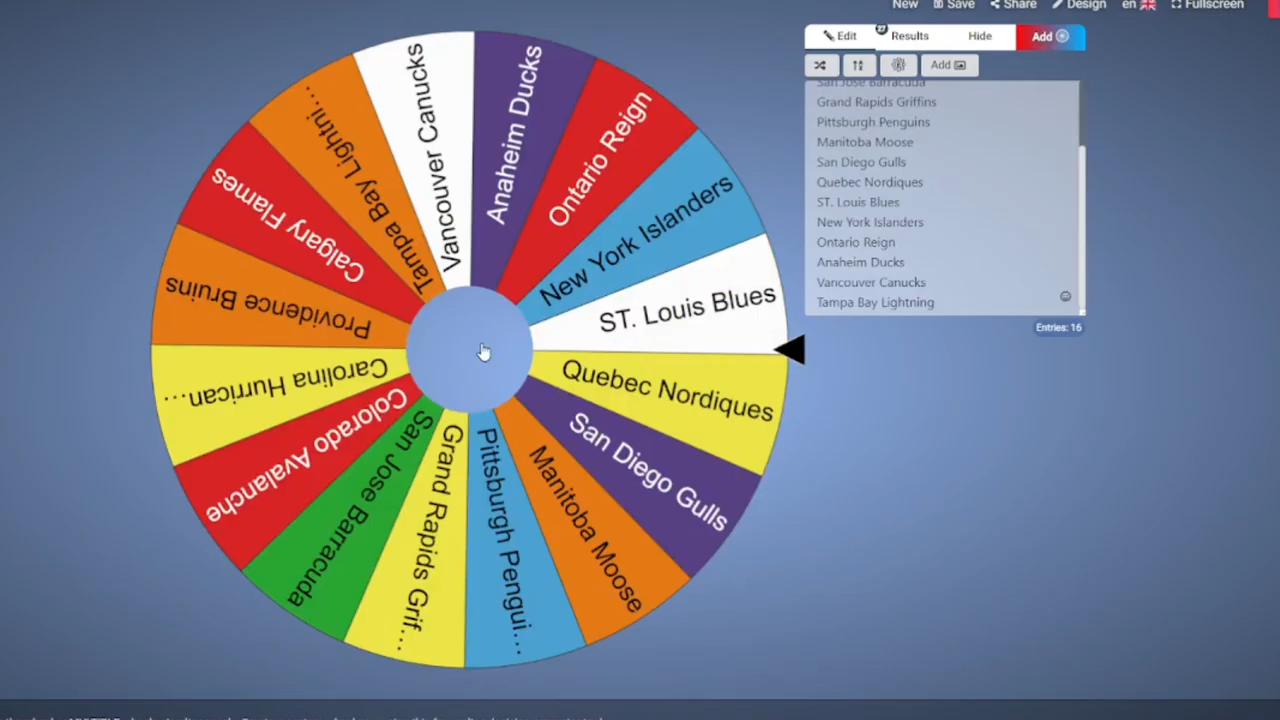 New Save Share Design en Fullscreen
Edit Results Hide Add
Add
San Jose Barracuda
Grand Rapids Griffins
Pittsburgh Penguins
Manitoba Moose
San Diego Gulls
Quebec Nordiques
ST. Louis Blues
New York Islanders
Ontario Reign
Anaheim Ducks
Vancouver Canucks
Tampa Bay Lightning
Entries: 16
Vancouver Canucks
Anaheim Ducks
Ontario Reign
New York Islanders
ST. Louis Blues
Quebec Nordiques
San Diego Gulls
Manitoba Moose
Pittsburgh Pengui...
Grand Rapids Grif...
San Jose Barracuda
Colorado Avalanche
Carolina Hurrican...
Providence Bruins
Calgary Flames
Tampa Bay Lightni...